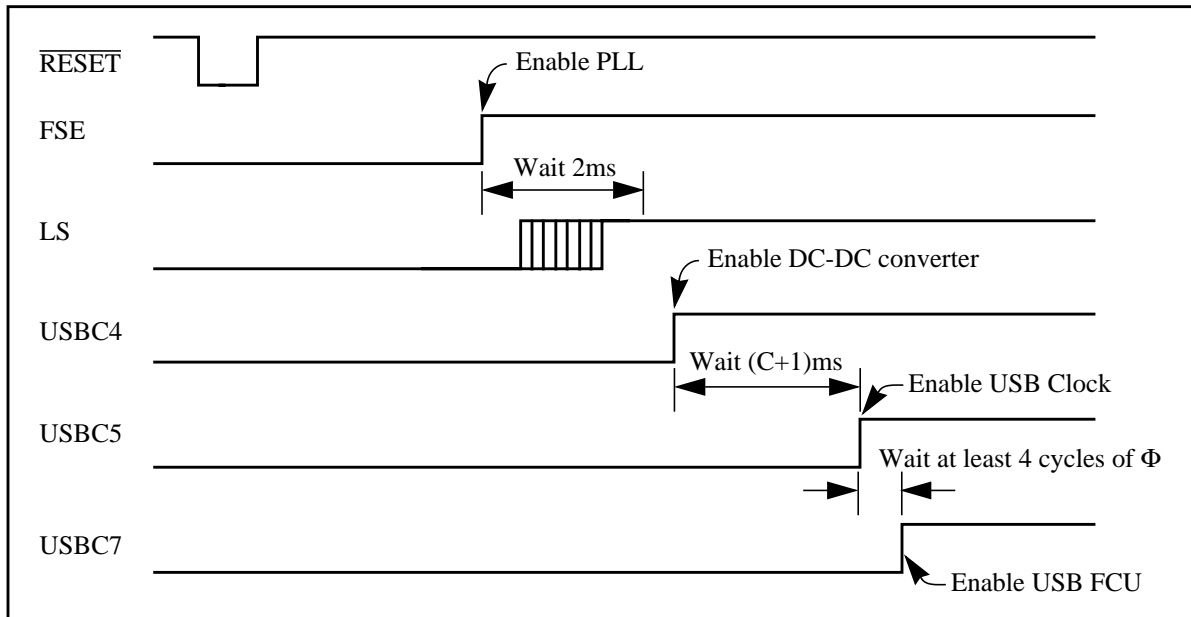 RESET
Enable PLL
FSE
Wait 2ms
LS
Enable DC-DC converter
USBC4
Wait (C+1)ms
Enable USB Clock
USBC5
Wait at least 4 cycles of Φ
USBC7
Enable USB FCU